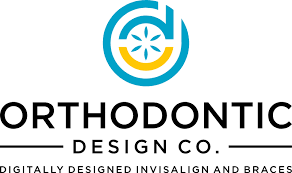 ORTHODONTIC
DESIGN CO.
DIGITALLY DESIGNED INVISALIGN AND BRACES